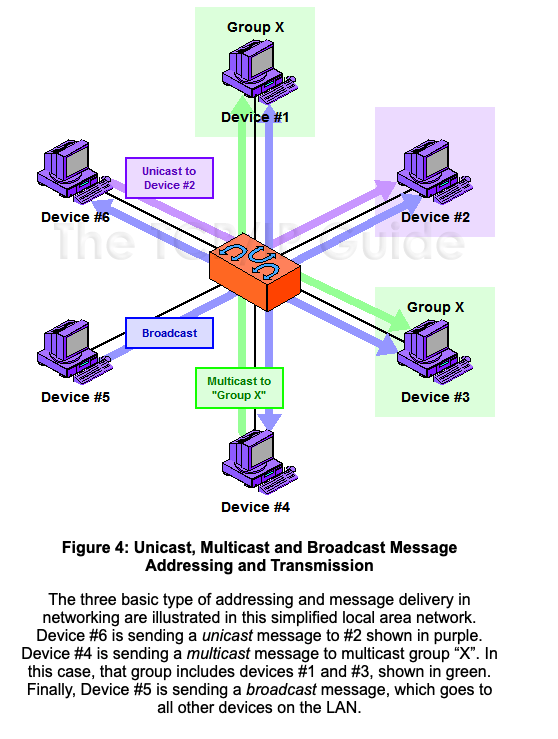 Group X
Device #1
Unicast to
Device #2
Device #6
Device #2
The TCP/IP Guide
Group X
Broadcast
Device #5
Multicast to
"Group X"
Device #3
Device #4
Figure 4: Unicast, Multicast and Broadcast Message
Addressing and Transmission
The three basic type of addressing and message delivery in
networking are illustrated in this simplified local area network.
Device #6 is sending a unicast message to #2 shown in purple.
Device #4 is sending a multicast message to multicast group “X”. In
this case, that group includes devices #1 and #3, shown in green.
Finally, Device #5 is sending a broadcast message, which goes to
all other devices on the LAN.